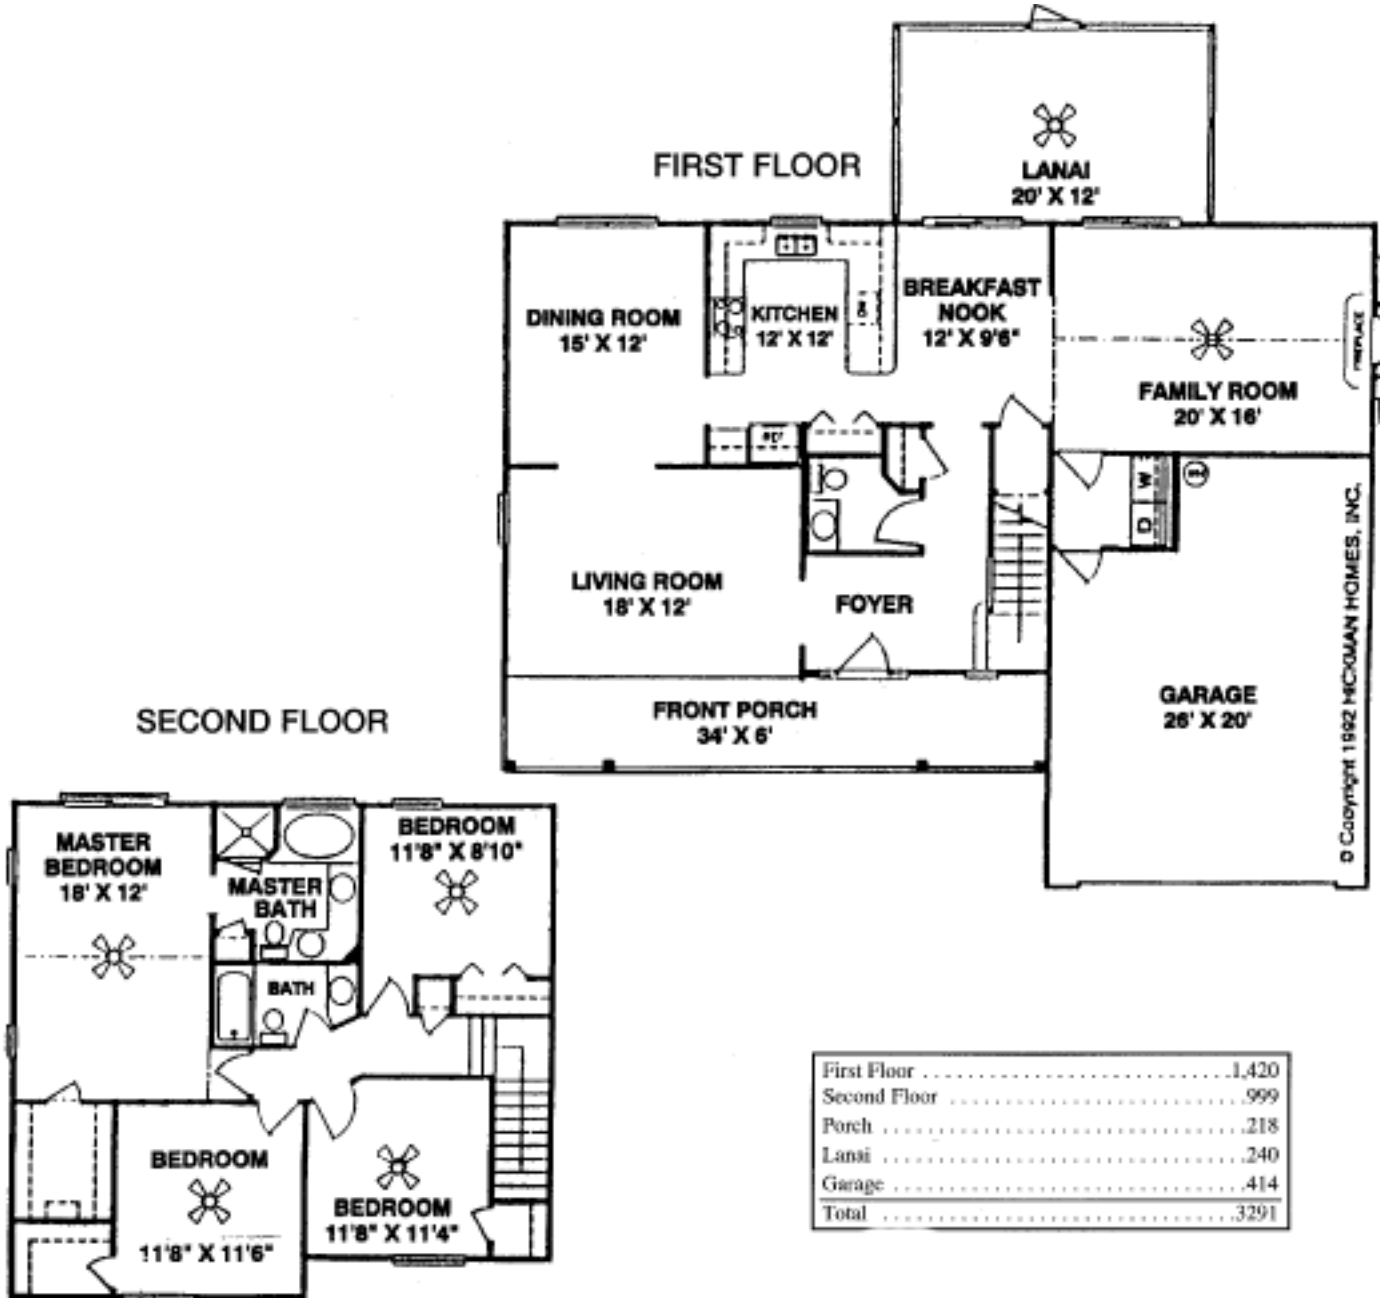 FIRST FLOOR
LANAI
20' X 12'
DINING ROOM
15' X 12'
KITCHEN
12' X 12'
BREAKFAST
NOOK
12' X 9'6"
FIREPLACE
FAMILY ROOM
20' X 16'
LIVING ROOM
18' X 12'
FOYER
W
D
GARAGE
26' X 20'
© Copyright 1992 HICKMAN HOMES, INC.
FRONT PORCH
34' X 6'
SECOND FLOOR
MASTER
BEDROOM
18' X 12'
MASTER
BATH
BEDROOM
11'8" X 8'10"
BATH
BEDROOM
11'8" X 11'6"
BEDROOM
11'8" X 11'4"
First Floor . . . . . . . . . . . . . . . . . . . . . . . . . . . .1,420
Second Floor . . . . . . . . . . . . . . . . . . . . . . . . . . .999
Porch . . . . . . . . . . . . . . . . . . . . . . . . . . . . . . . . .218
Lanai . . . . . . . . . . . . . . . . . . . . . . . . . . . . . . . . .240
Garage . . . . . . . . . . . . . . . . . . . . . . . . . . . . . . . .414
Total . . . . . . . . . . . . . . . . . . . . . . . . . . . . . . . .3291